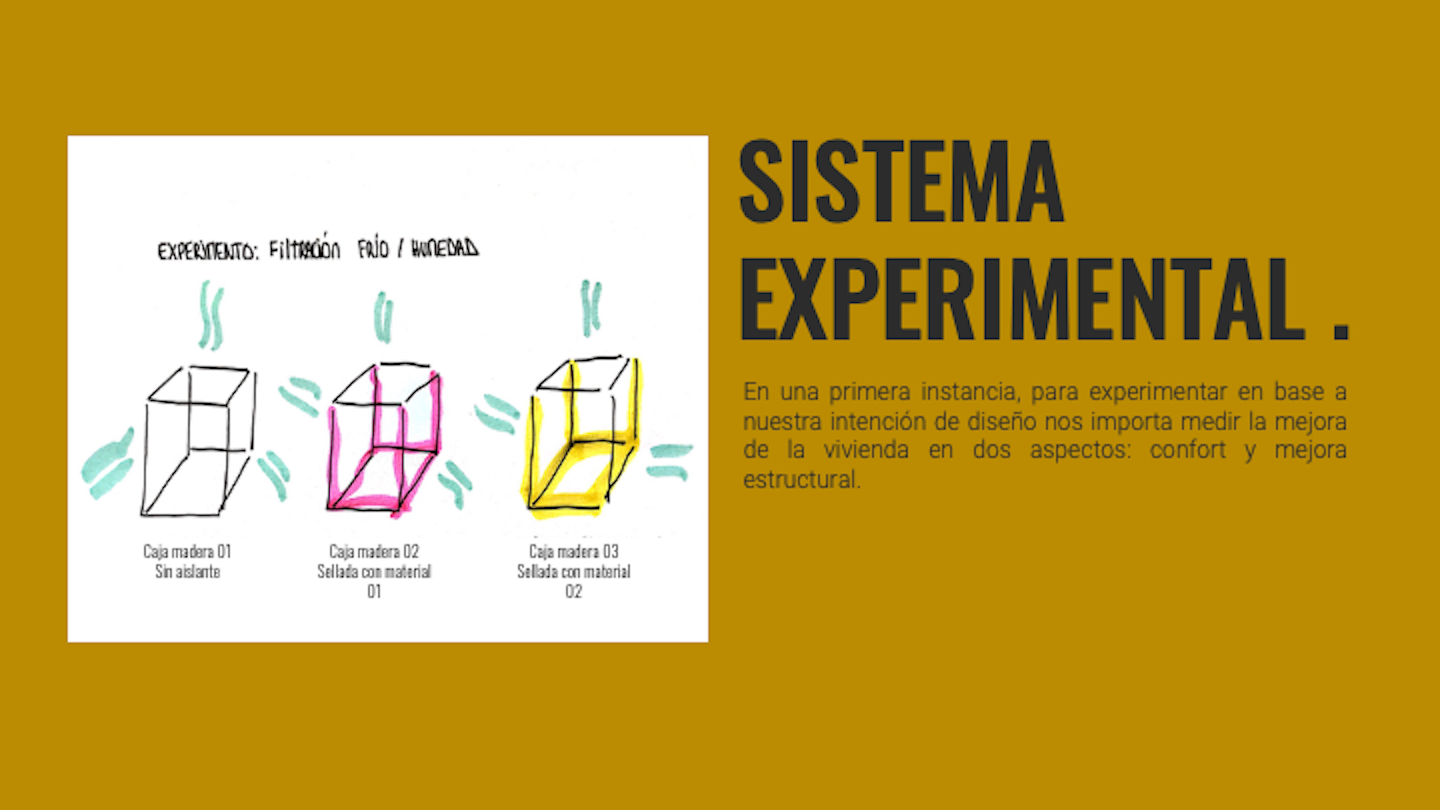 EXPERIMENTO: FilTRACIÓN FRÍO / HUMEDAD
Caja madera 01
Sin aislante
Caja madera 02
Sellada con material
01
Caja madera 03
Sellada con material
02
SISTEMA
EXPERIMENTAL .
En una primera instancia, para experimentar en base a
nuestra intención de diseño nos importa medir la mejora
de la vivienda en dos aspectos: confort y mejora
estructural.